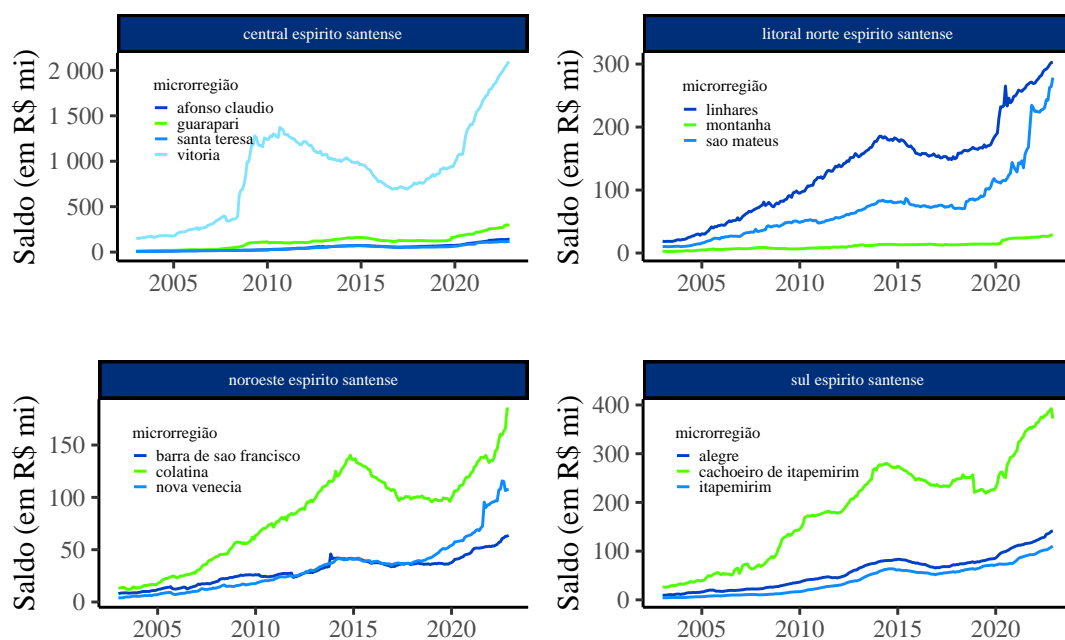 central espirito santense
Saldo (em R$ mi)
2 000
1 500
1 000
500
0
microrregião
afonso claudio
guarapari
santa teresa
vitoria
2005 2010 2015 2020
litoral norte espirito santense
Saldo (em R$ mi)
300
200
100
0
microrregião
linhares
montanha
sao mateus
2005 2010 2015 2020
noroeste espirito santense
Saldo (em R$ mi)
150
100
50
0
microrregião
barra de sao francisco
colatina
nova venecia
2005 2010 2015 2020
sul espirito santense
Saldo (em R$ mi)
400
300
200
100
0
microrregião
alegre
cachoeiro de itapemirim
itapemirim
2005 2010 2015 2020